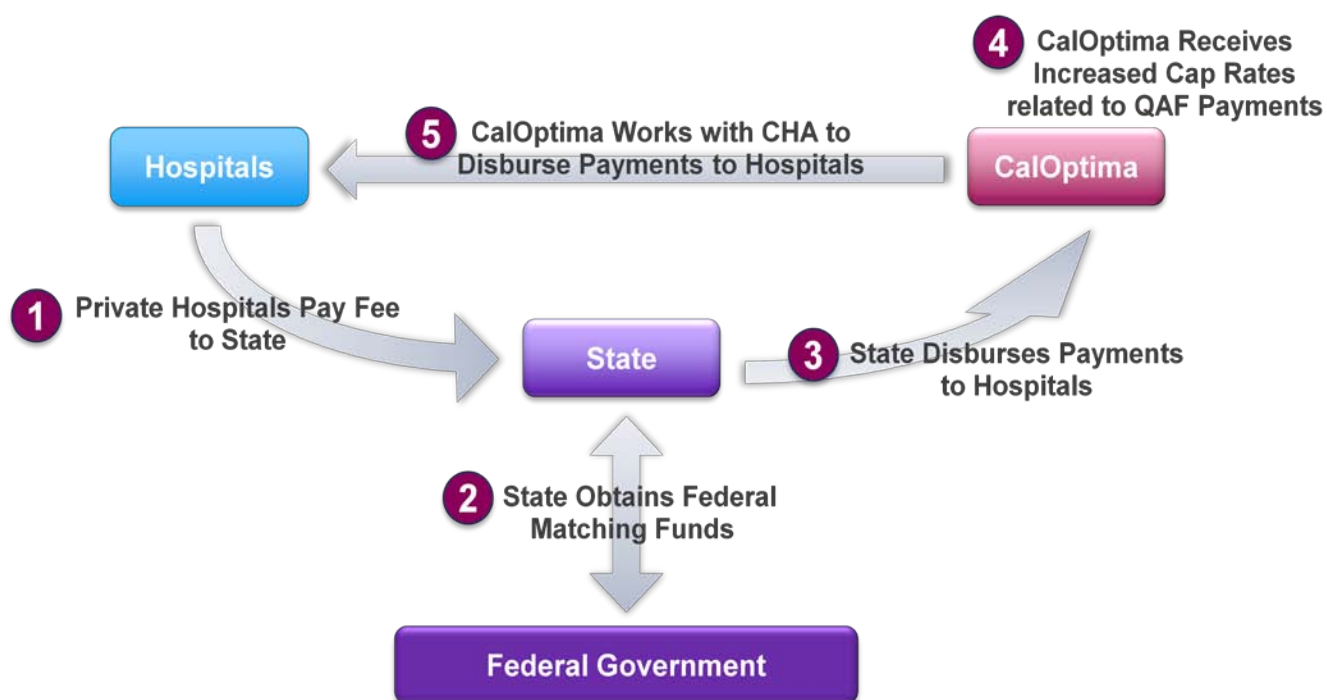 4
CalOptima Receives
Increased Cap Rates
related to QAF Payments
5
CalOptima Works with CHA to
Disburse Payments to Hospitals
Hospitals
CalOptima
1
Private Hospitals Pay Fee
to State
State
3
State Disburses Payments
to Hospitals
2
State Obtains Federal
Matching Funds
Federal Government